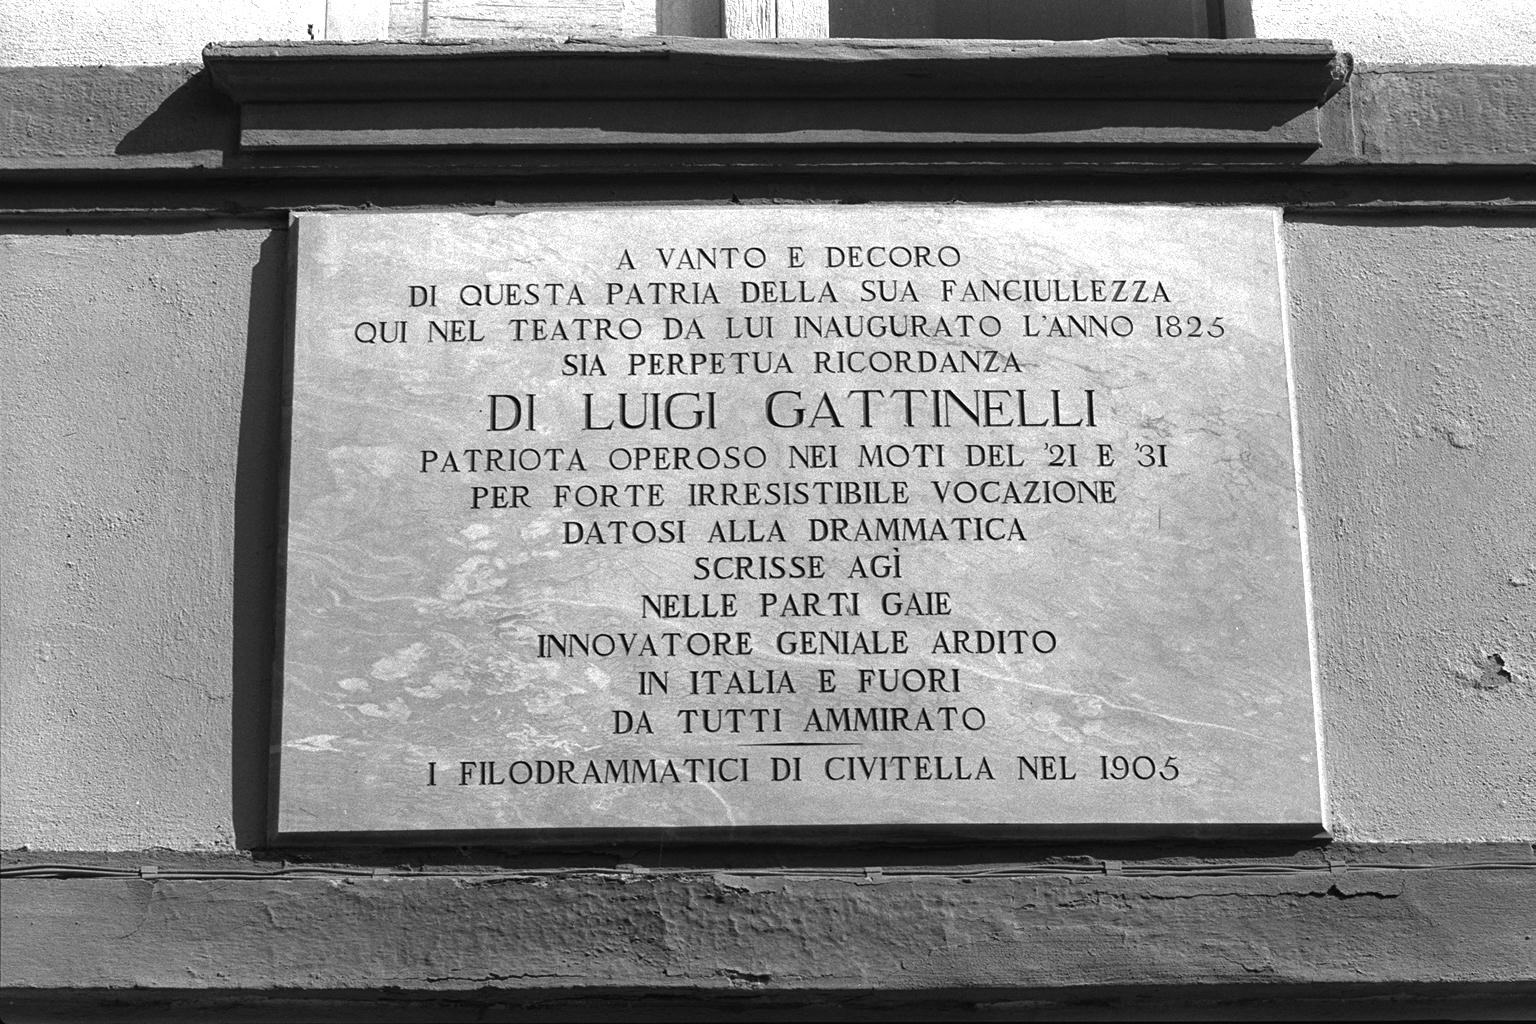 A VANTO E DECORO
DI QUESTA PATRIA DELLA SUA FANCIULLEZZA
QUI NEL TEATRO DA LUI INAUGURATO L'ANNO 1825
SIA PERPETUA RICORDANZA
DI LUIGI GATTINELLI
PATRIOTA OPEROSO NEI MOTI DEL '21 E '31
PER FORTE IRRESISTIBILE VOCAZIONE
DATOSI ALLA DRAMMATICA
SCRISSE AGÌ
NELLE PARTI GAIE
INNOVATORE GENIALE ARDITO
IN ITALIA E FUORI
DA TUTTI AMMIRATO
I FILODRAMMATICI DI CIVITELLA NEL 1905